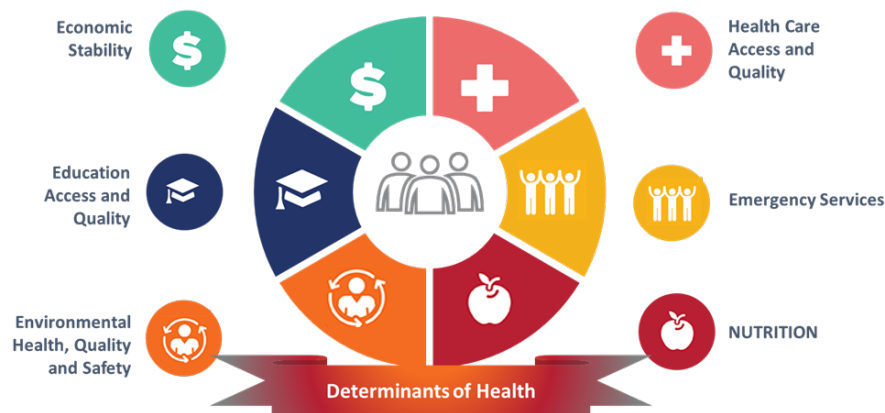 Economic
Stability
Health Care
Access and
Quality
Education
Access and
Quality
Emergency Services
Environmental
Health, Quality
and Safety
NUTRITION
Determinants of Health